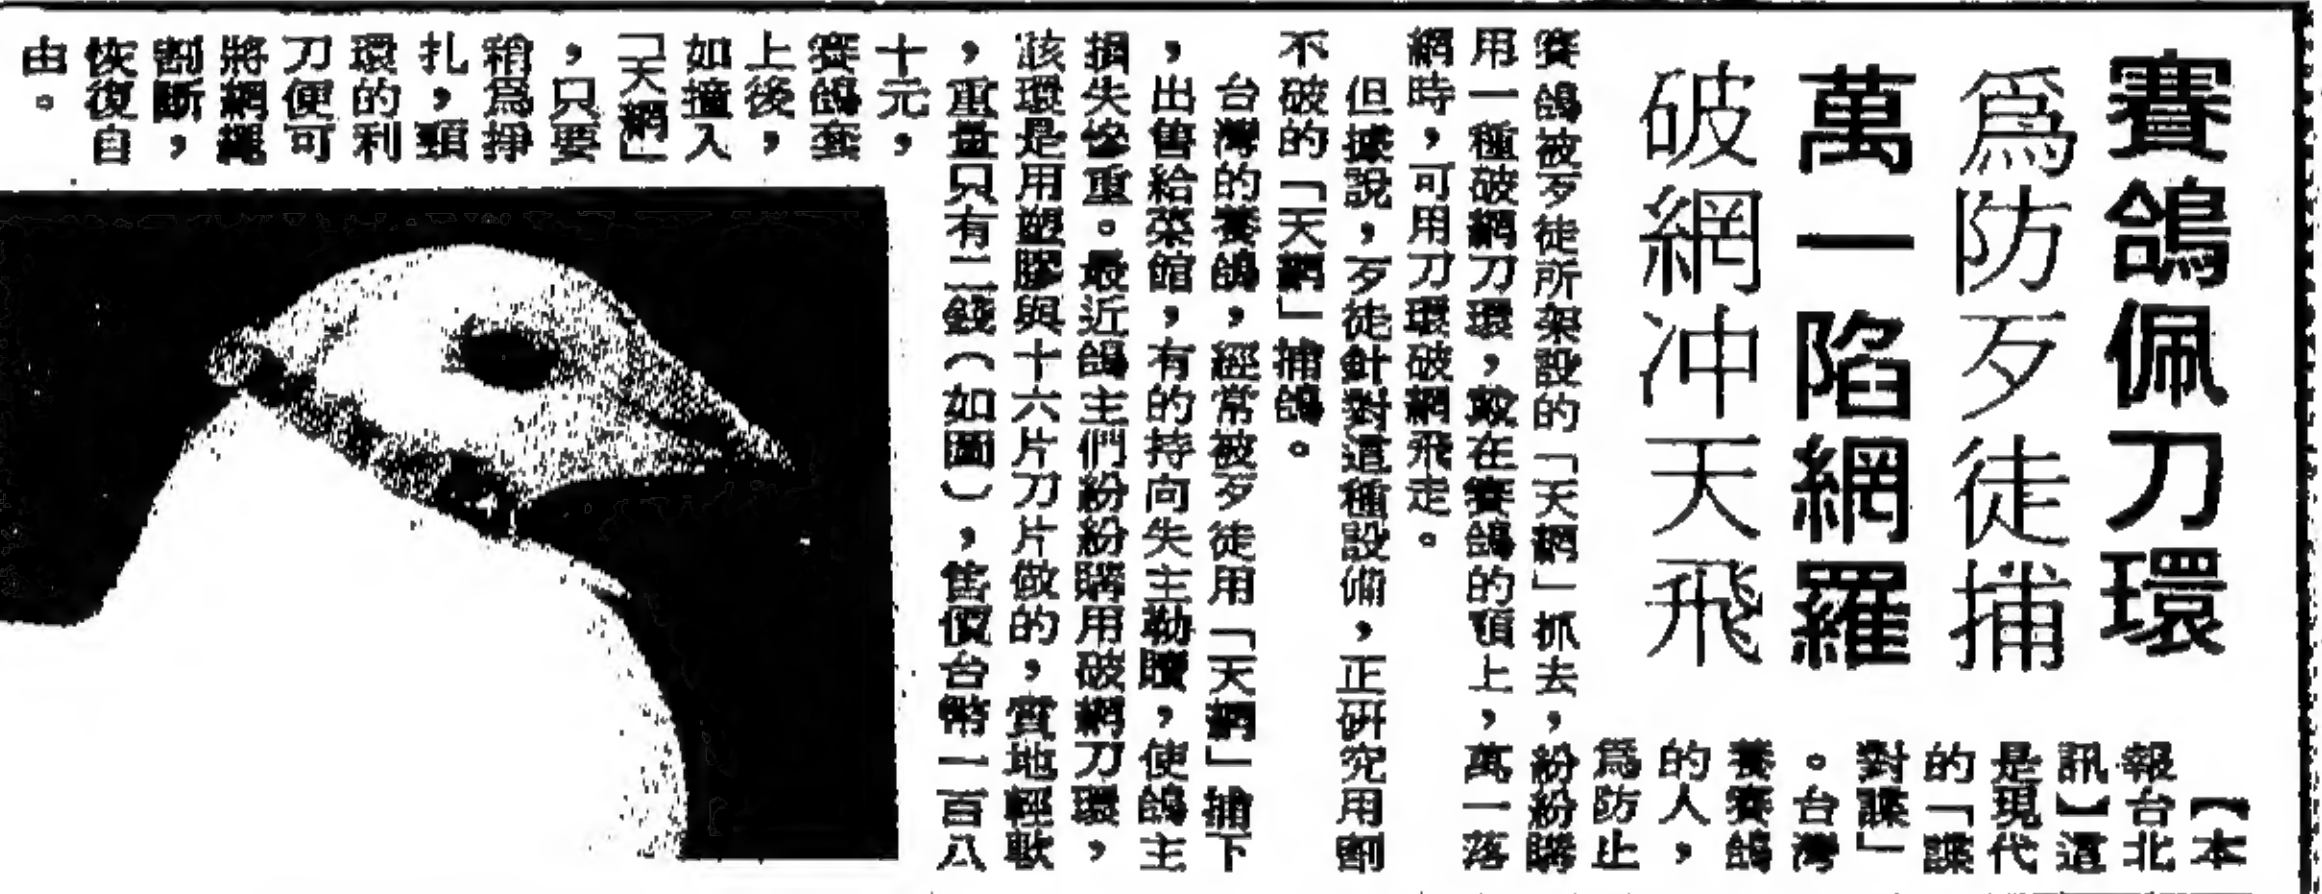 賽鴿佩刀環
爲防歹徒捕
萬一陷網羅
破網冲天飛
【本
報台北
訊】這
是現代
的「諜
對諜」
。台灣
養賽鴿
的人，
爲防止
賽鴿被歹徒所架設的「天網」抓去，紛紛購
用一種破網刀環，戴在賽鴿的頸上，萬一落
網時，可用刀環破網飛走。
但據說，歹徒針對這種設備，正研究用割
不破的「天網」捕鴿。
台灣的養鴿，經常被歹徒用「天網」捕下
，出售給菜館，有的持向失主勒贖，使鴿主
損失慘重。最近鴿主們紛紛購用破網刀環，
該環是用塑膠與十六片刀片做的，質地輕軟
，重量只有二錢（如圖），售價台幣一百八
十元，
賽鴿套
上後，
如撞入
「天網」
，只要
稍爲掙
扎，頸
環的利
刀便可
將網繩
割斷，
恢復自
由。